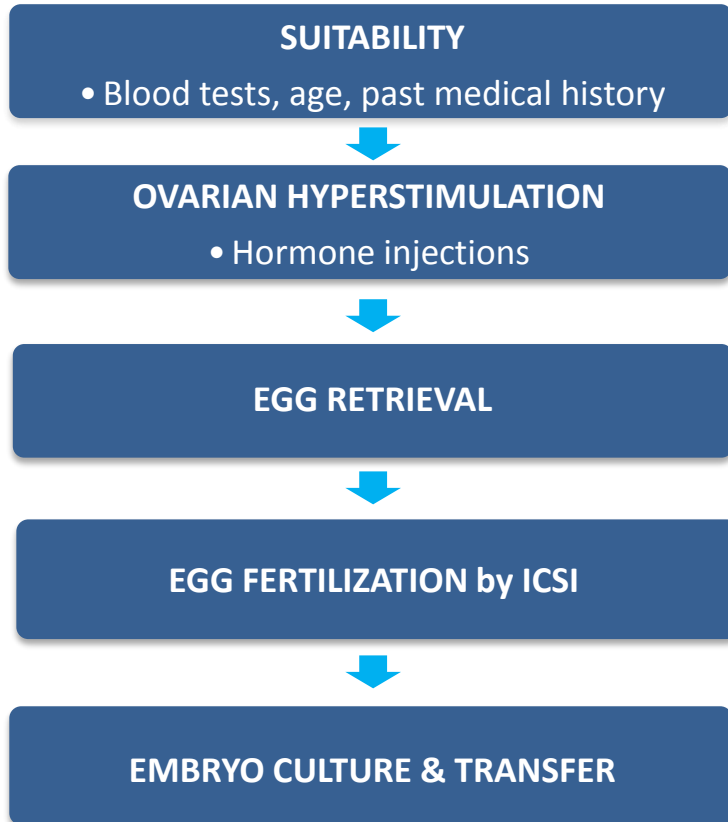 SUITABILITY
• Blood tests, age, past medical history
OVARIAN HYPERSTIMULATION
• Hormone injections
EGG RETRIEVAL
EGG FERTILIZATION by ICSI
EMBRYO CULTURE & TRANSFER